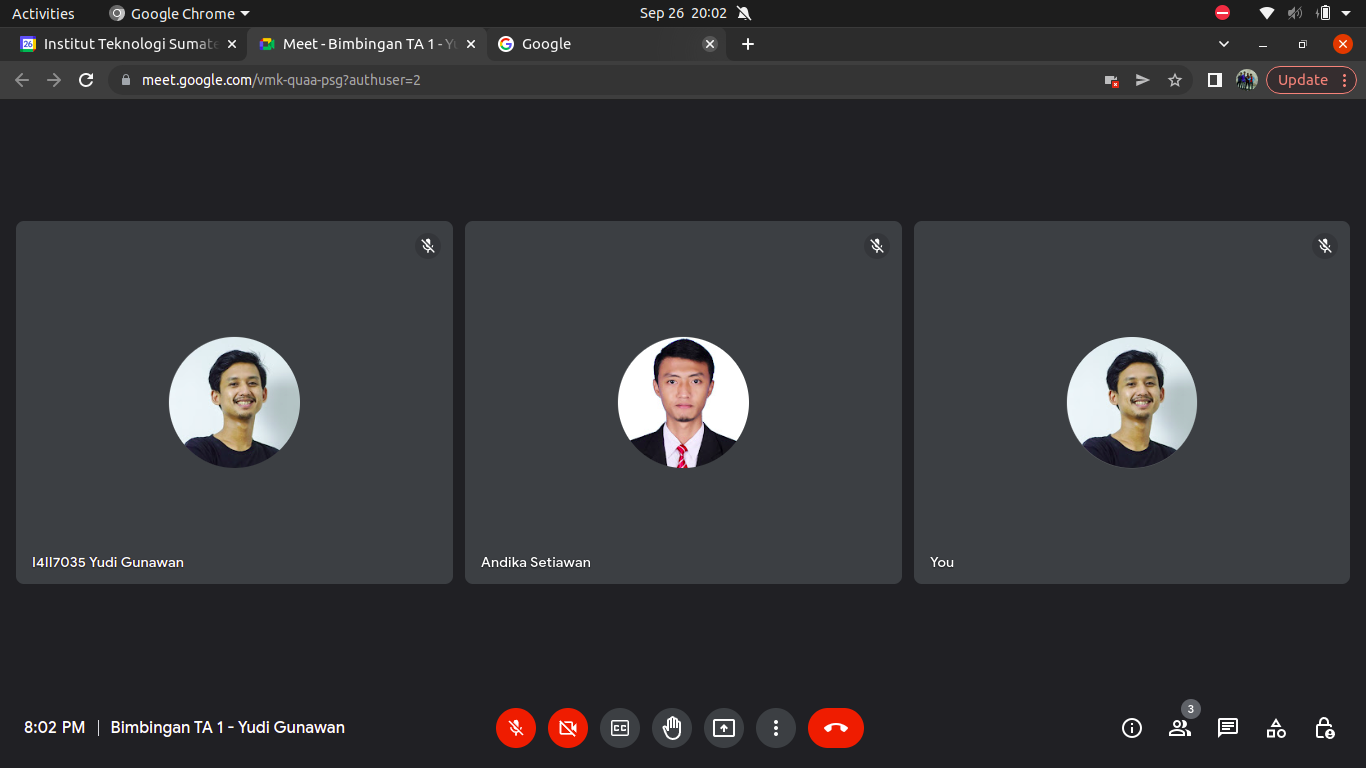 Activities
Google Chrome
Sep 26 20:02
26
Institut Teknologi Sumate
Meet - Bimbingan TA 1 - Yu
Google
meet.google.com/vmk-quaa-psg?authuser=2
Update
14117035 Yudi Gunawan
Andika Setiawan
You
8:02 PM | Bimbingan TA 1 - Yudi Gunawan
CC
3